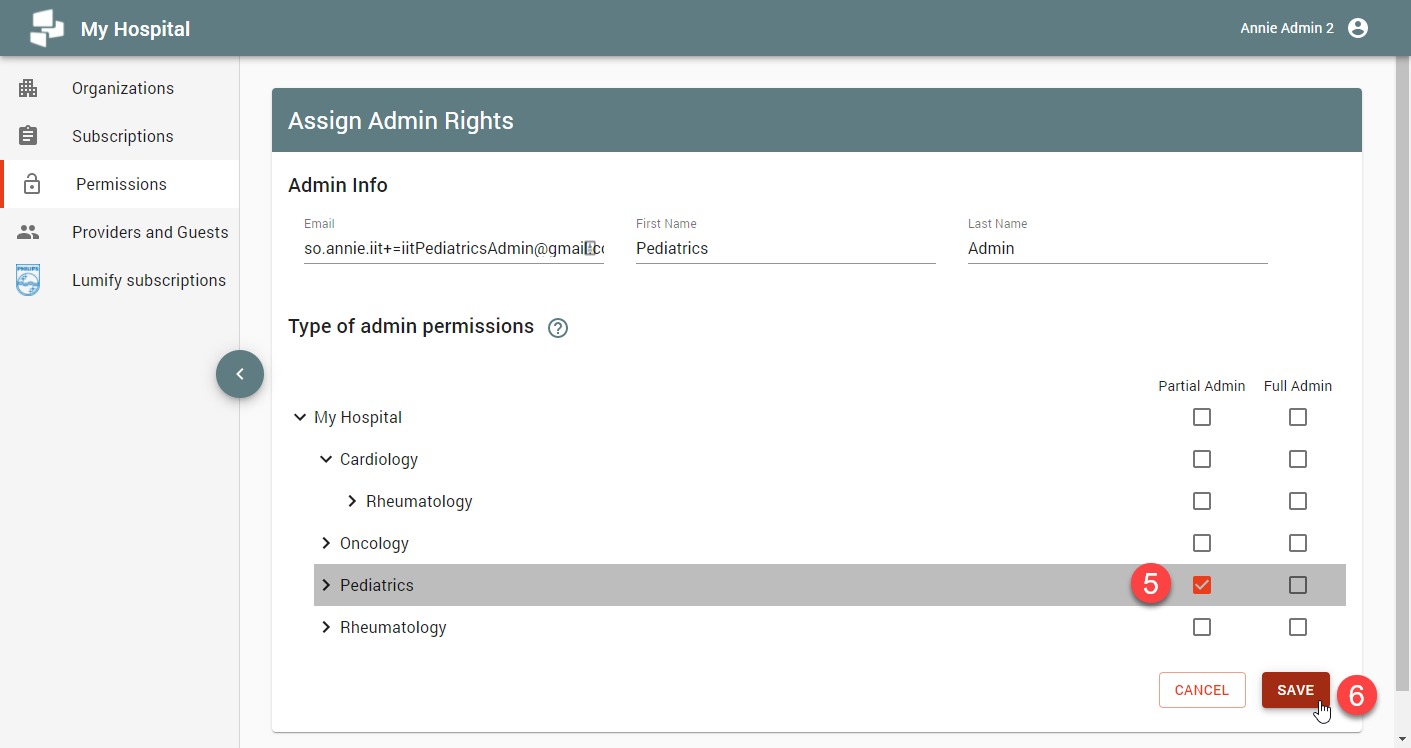 My Hospital
Annie Admin 2
Organizations
Subscriptions
Permissions
Providers and Guests
PHILIPS
Lumify subscriptions
Assign Admin Rights
Admin Info
Email
First Name
Last Name
so.annie.iit+=iitPediatricsAdmin@gmail.co
Pediatrics
Admin
Type of admin permissions ?
Partial Admin
Full Admin
My Hospital
Cardiology
Rheumatology
Oncology
Pediatrics
5
Rheumatology
CANCEL
SAVE
6